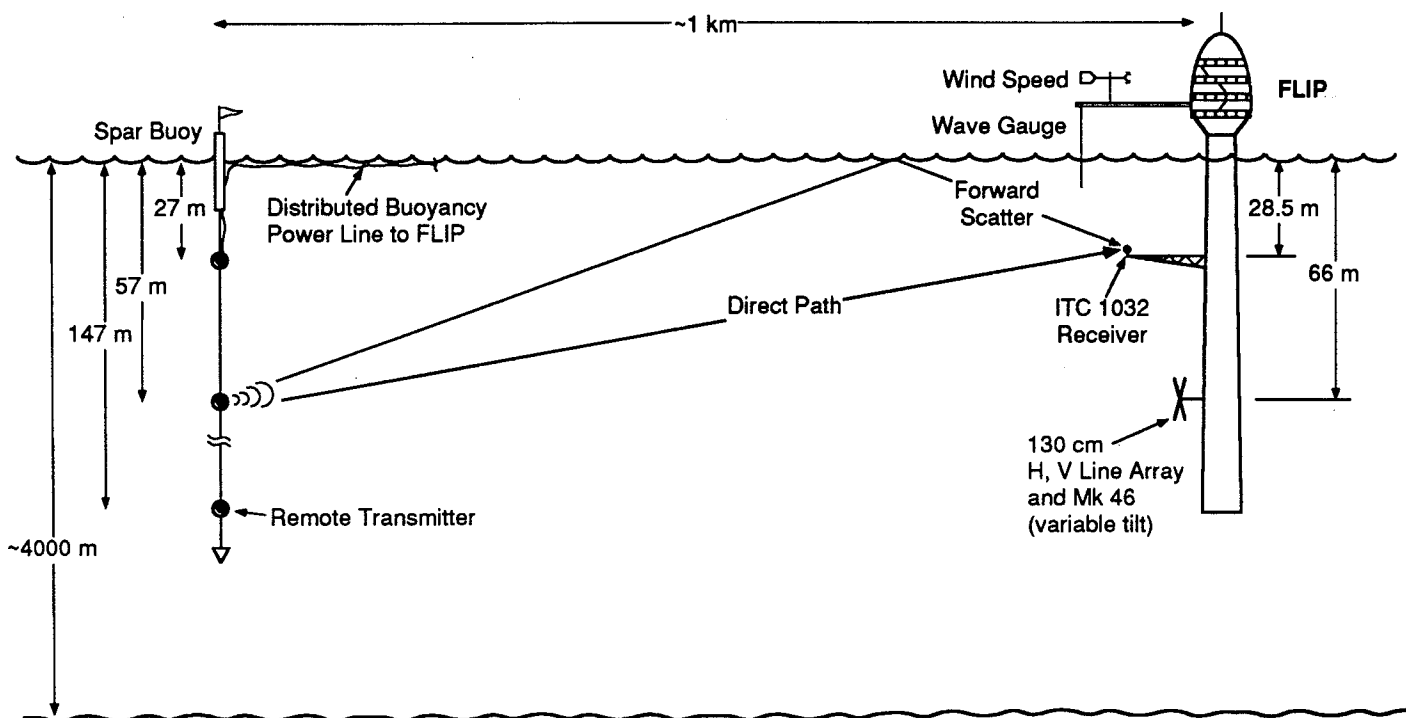 ~1 km
Wind Speed
FLIP
Spar Buoy
Wave Gauge
27 m
Distributed Buoyancy
Power Line to FLIP
Forward
Scatter
28.5 m
57 m
66 m
147 m
Direct Path
ITC 1032
Receiver
130 cm
H, V Line Array
and Mk 46
(variable tilt)
Remote Transmitter
~4000 m